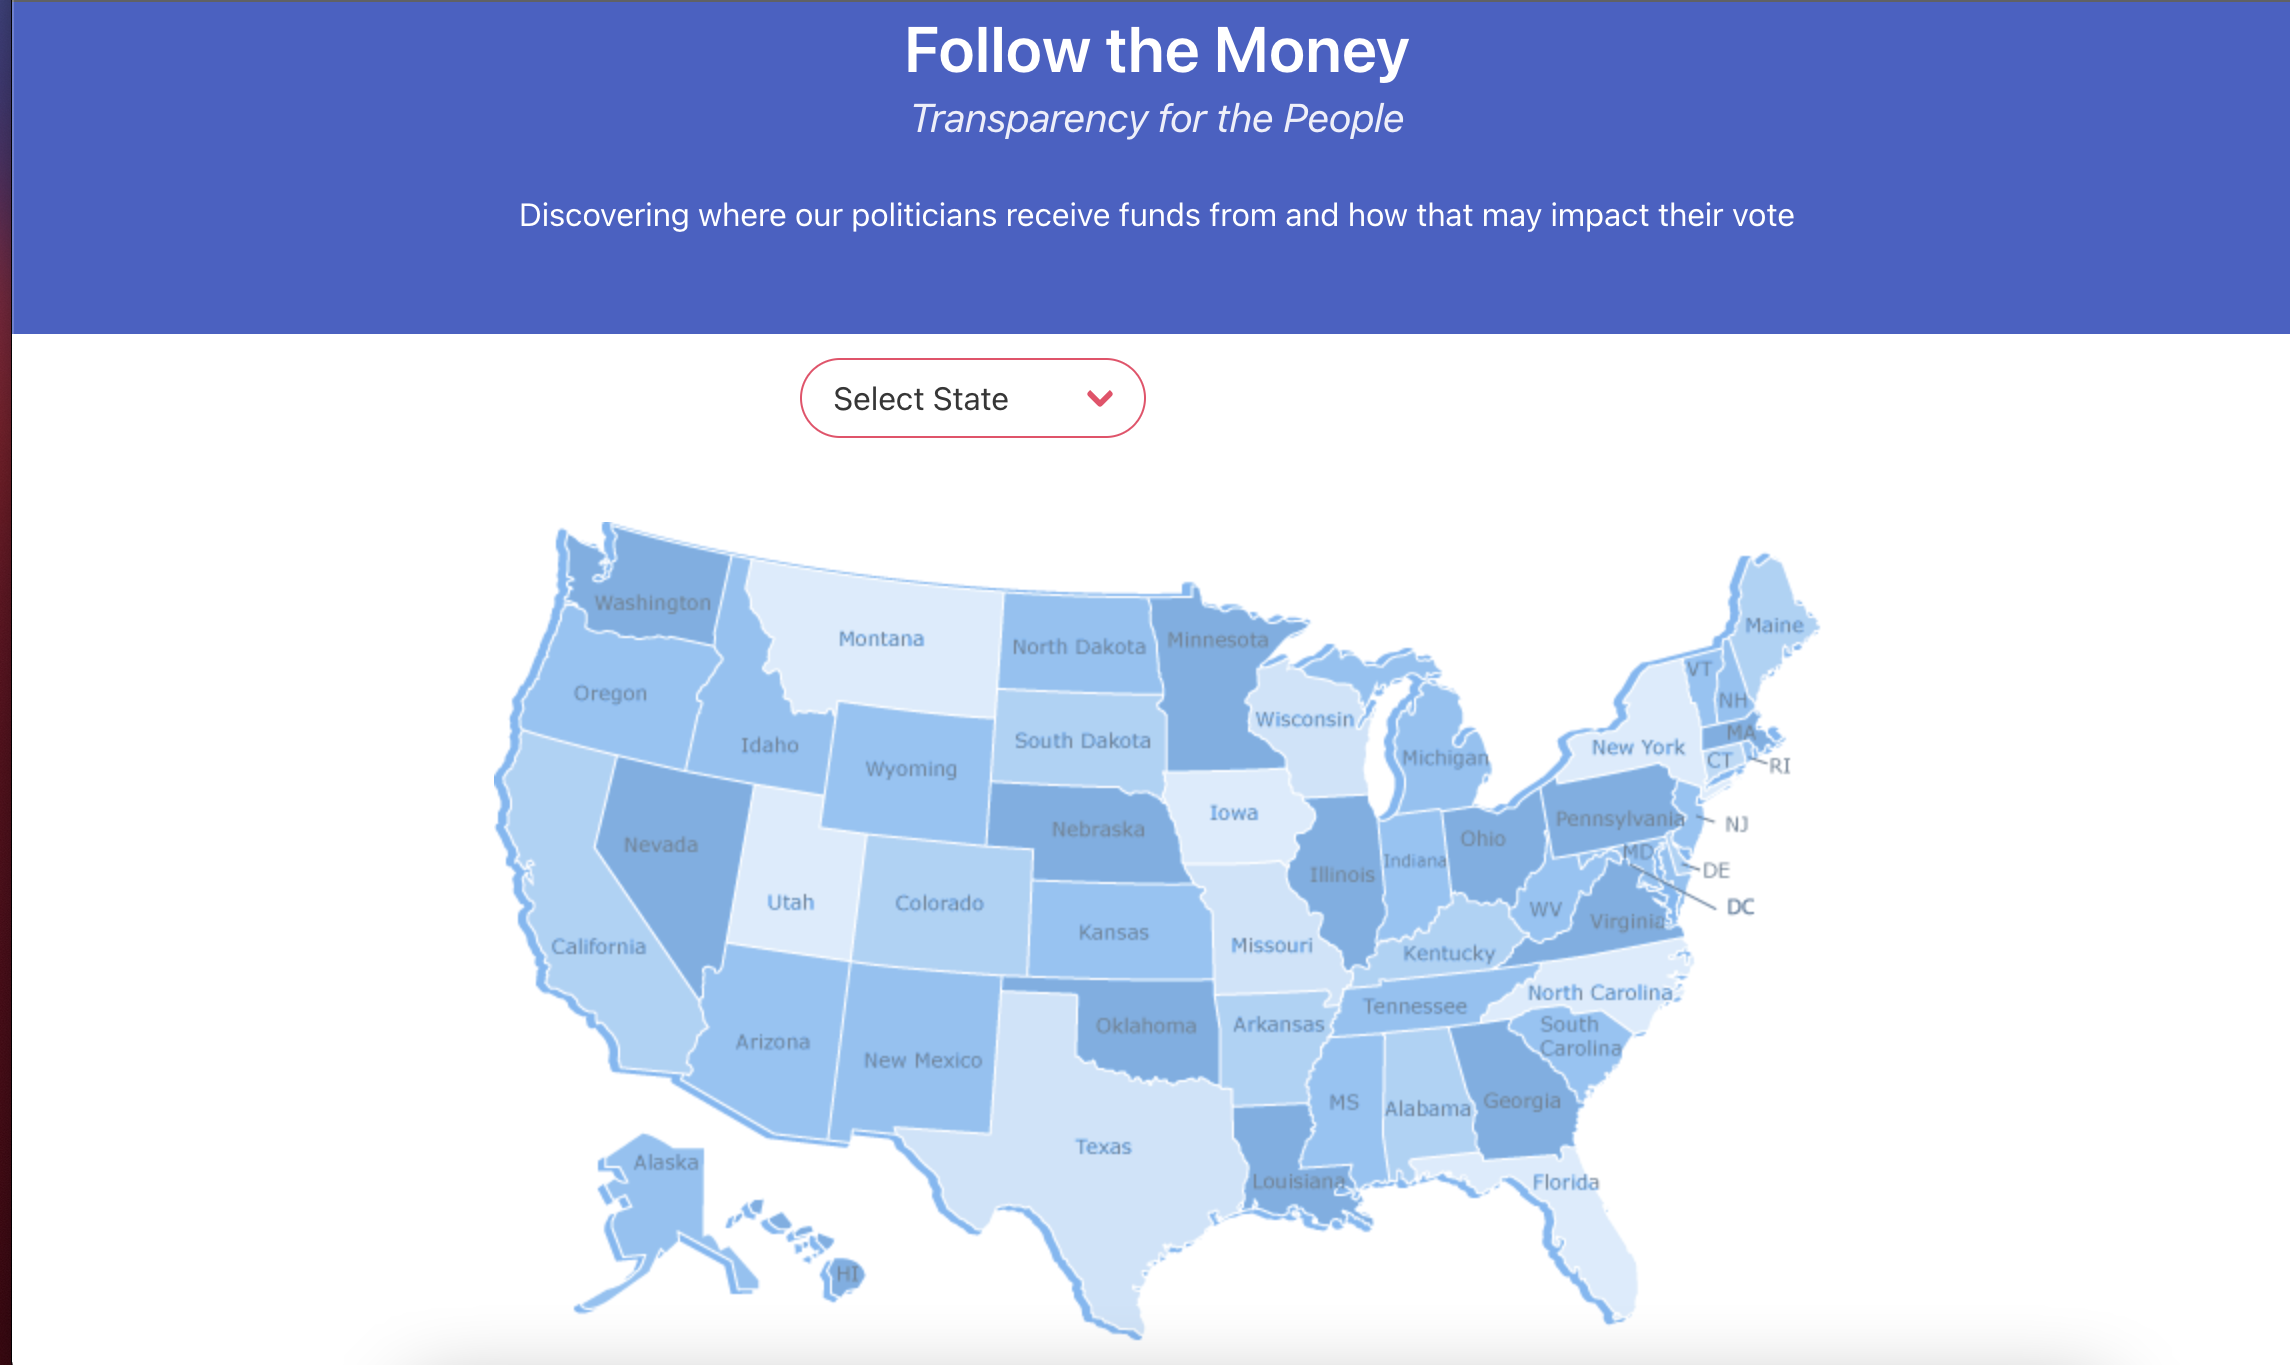 Follow the Money
Transparency for the People
Discovering where our politicians receive funds from and how that may impact their vote
Select State
Washington
Montana
North Dakota
Minnesota
Maine
Oregon
Idaho
Wyoming
South Dakota
Wisconsin
Michigan
VT
NH
New York
MA
CT
RI
Nevada
Utah
Colorado
Nebraska
Iowa
Illinois
Indiana
Ohio
Pennsylvania
NJ
MD
DE
DC
California
Kansas
Missouri
Kentucky
WV
Virginia
Arizona
New Mexico
Oklahoma
Arkansas
Tennessee
North Carolina
South
Carolina
Texas
Louisiana
MS
Alabama
Georgia
Florida
Alaska
HI